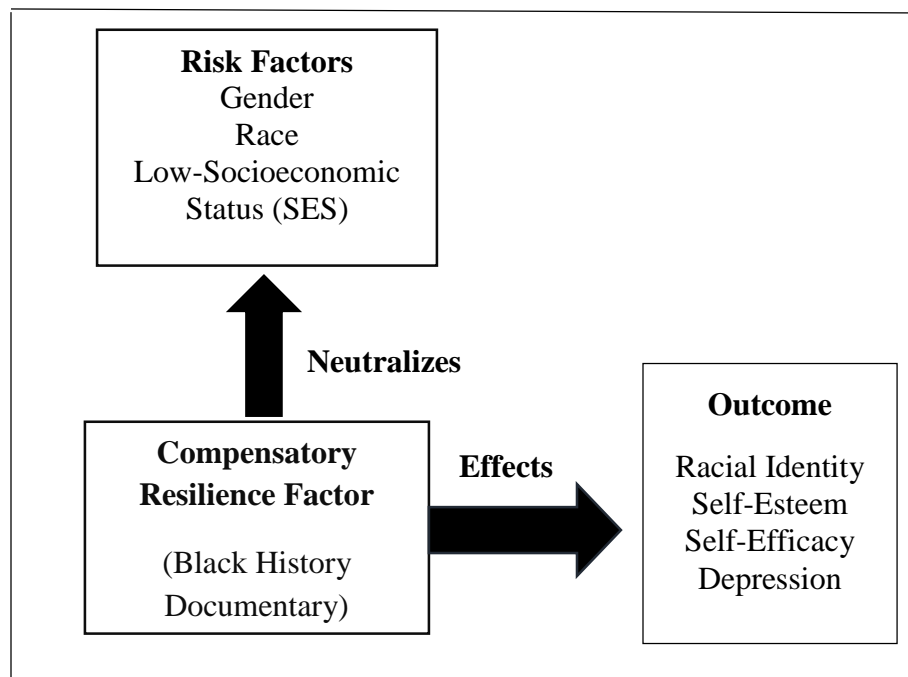 Risk Factors
Gender
Race
Low-Socioeconomic
Status (SES)
Neutralizes
Compensatory
Resilience Factor
(Black History
Documentary)
Effects
Outcome
Racial Identity
Self-Esteem
Self-Efficacy
Depression